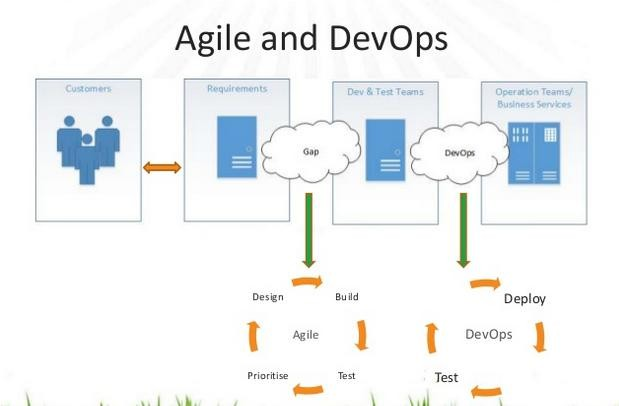 Agile and DevOps
Customers
Requirements
Dev & Test Teams
Operation Teams/
Business Services
Gap
DevOps
Design
Build
Agile
Prioritise
Test
Deploy
DevOps
Test